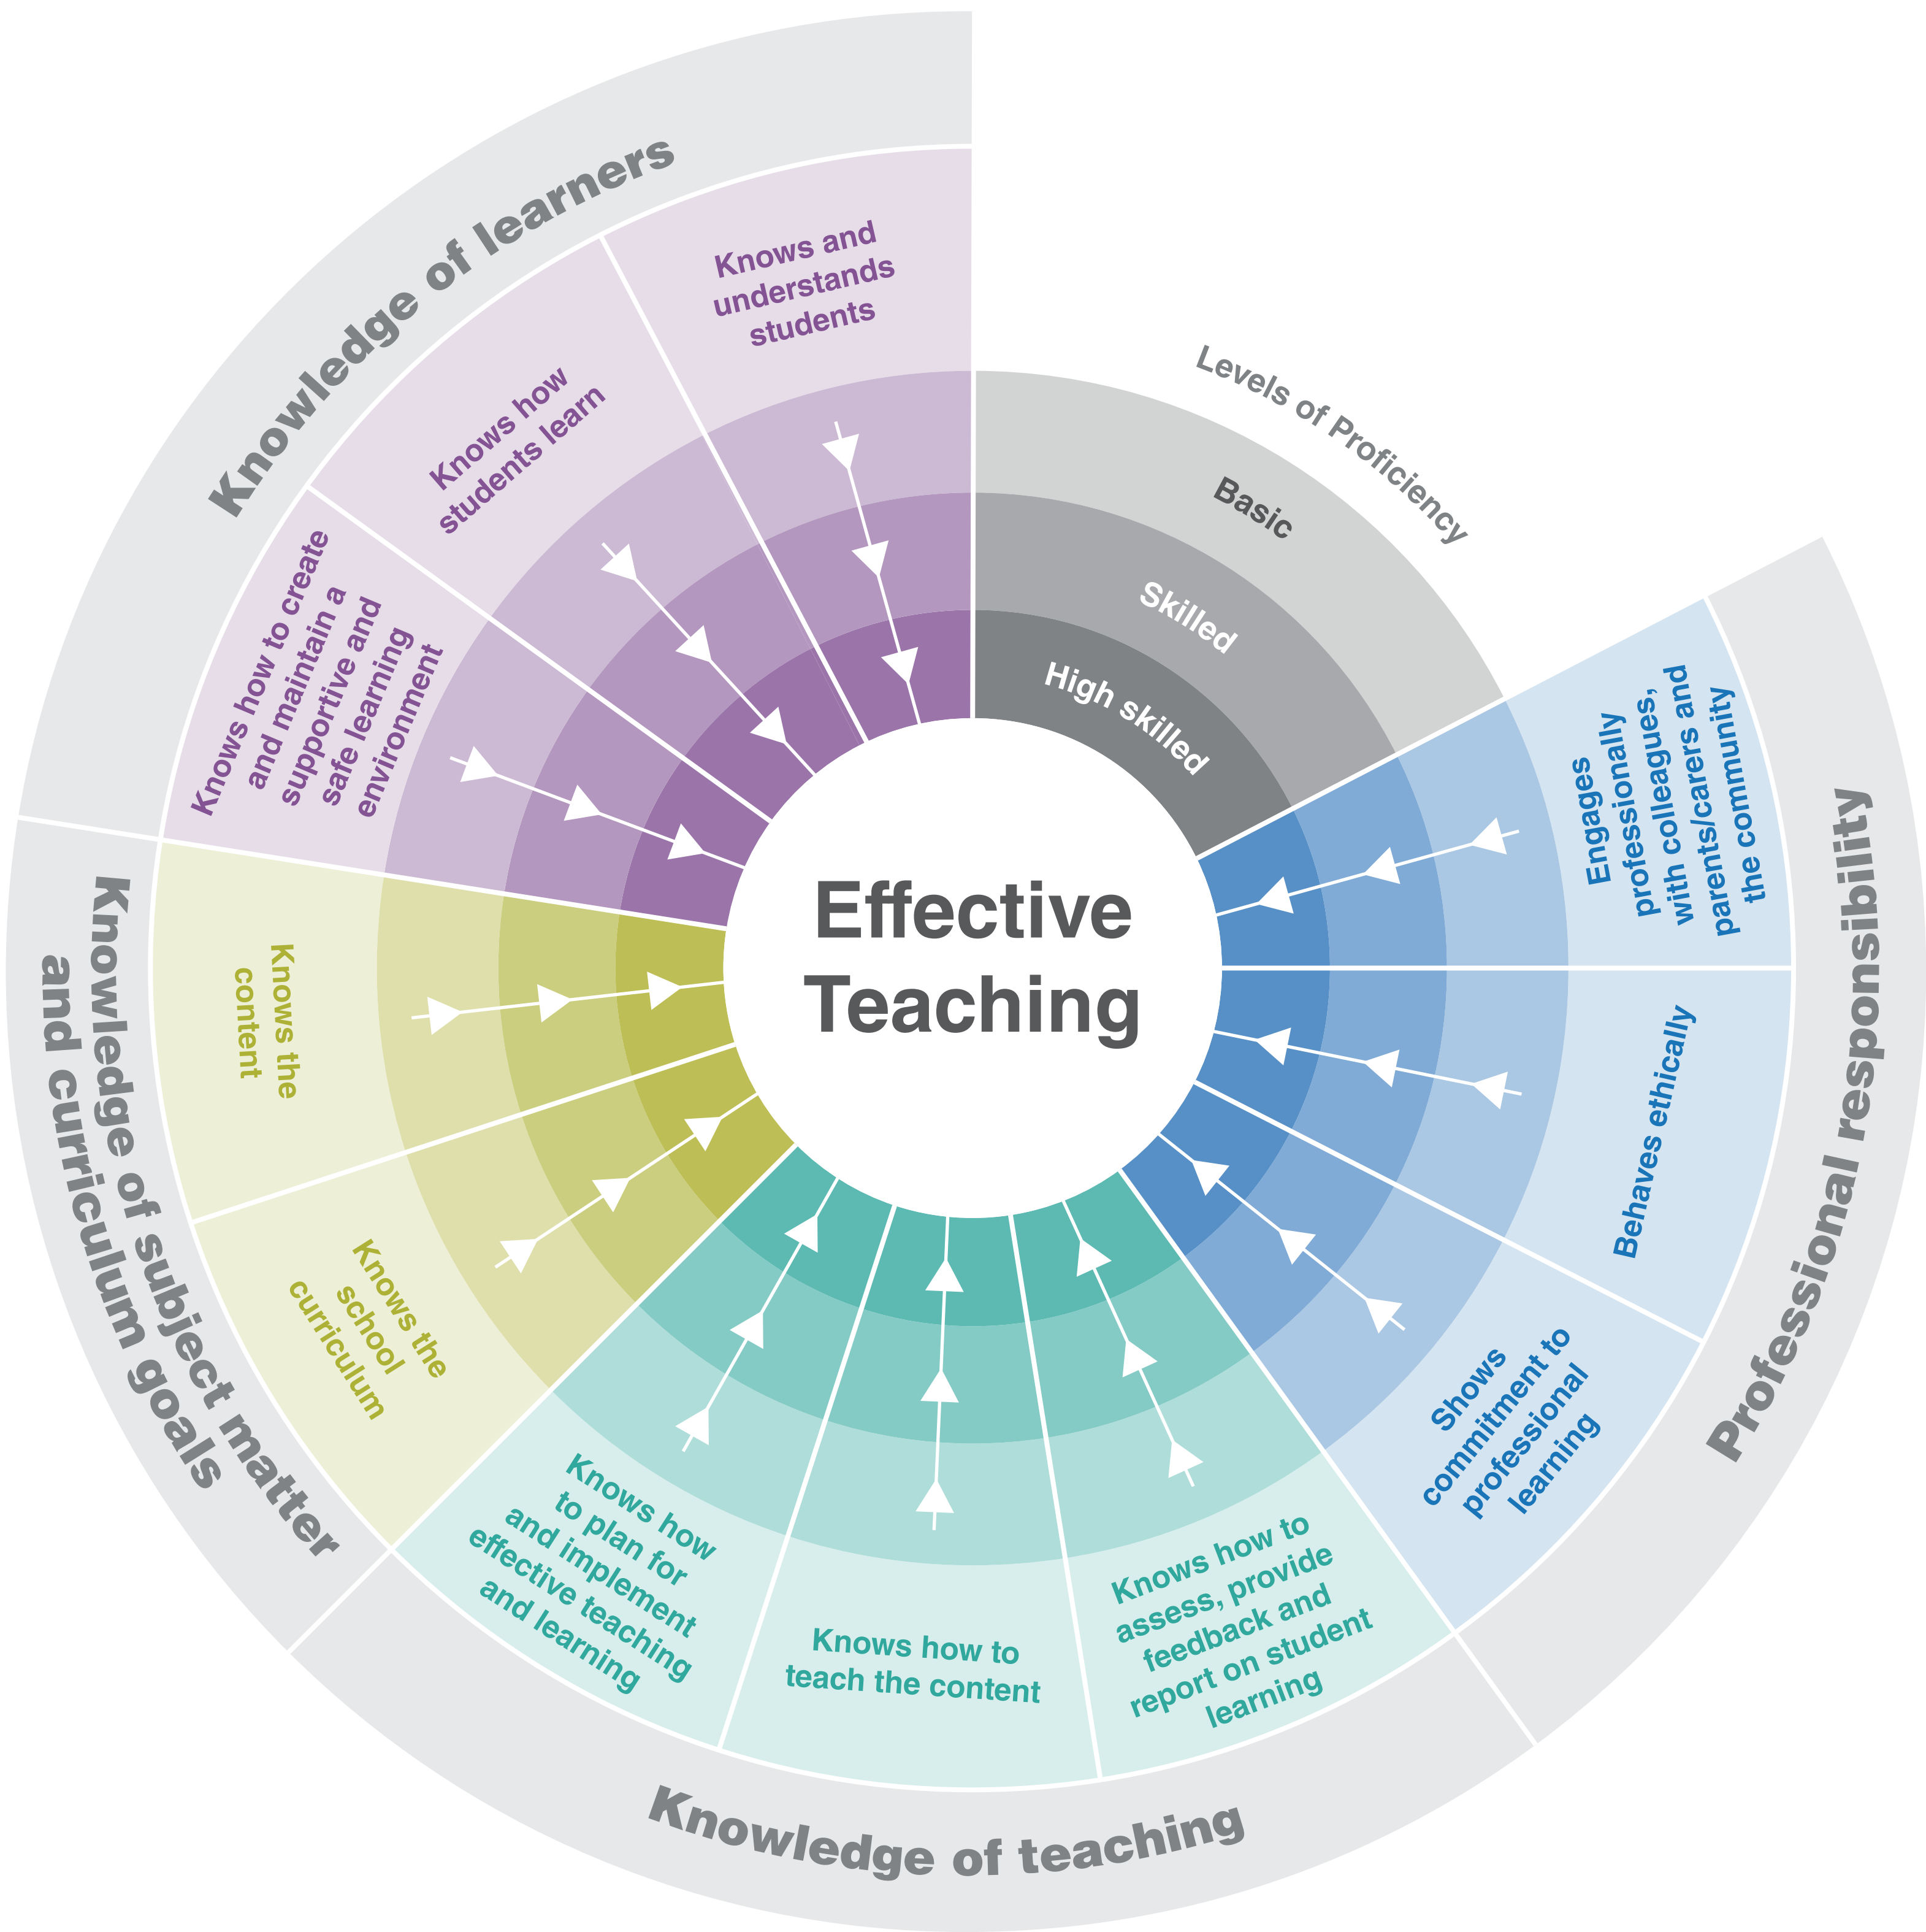 Effective
Teaching
Levels of Proficiency
Basic
Skilled
High skilled
Knowledge of learners
Knows and
understands
students
Knows how
students learn
Knows how to create
and maintain a
supportive and
safe learning
environment
Knowledge of subject matter
and curriculum goals
Knows the
content
Knows the
school
curriculum
Knowledge of teaching
Knows how
to plan for
and implement
effective teaching
and learning
Knows how to
teach the content
Knows how to
assess, provide
feedback and
report on student
learning
Professional responsibility
Shows
commitment to
professional
learning
Behaves ethically
Engages
professionally
with colleagues,
parents/carers and
the community